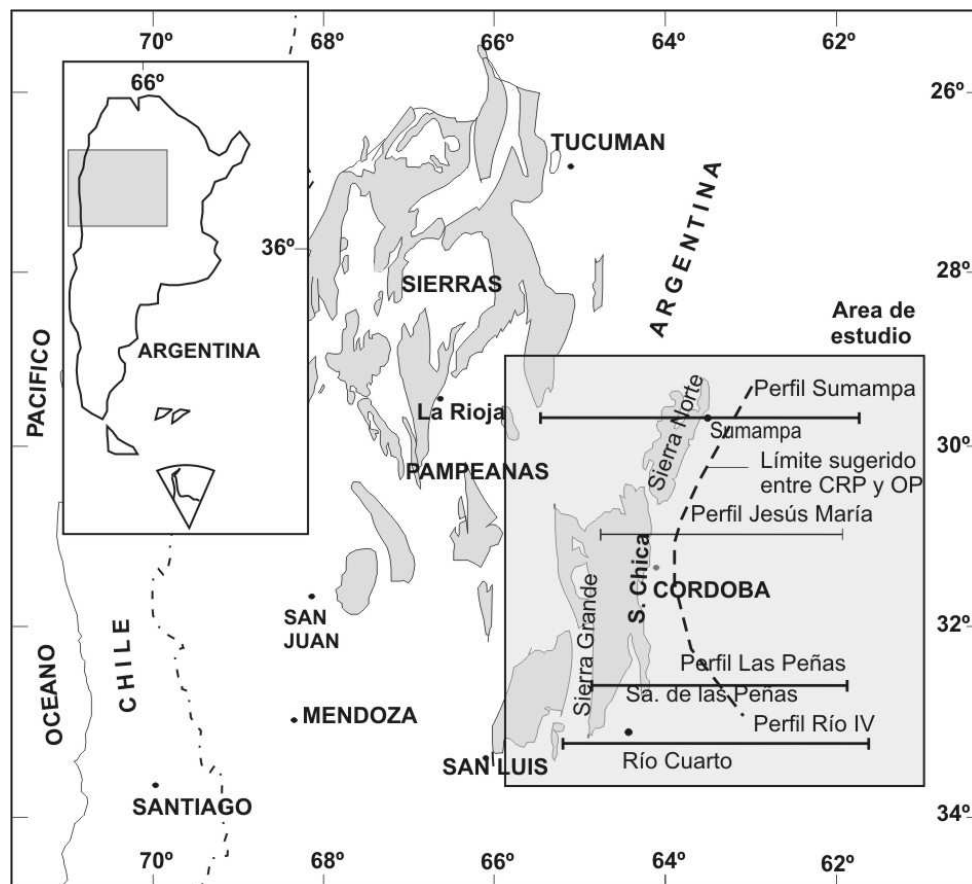 70º 68º 66º 64º 62º
66º
26º
TUCUMAN
ARGENTINA
36º
28º
SIERRAS
Area de
estudio
ARGENTINA
PACIFICO
Perfil Sumampa
La Rioja
Sierra Norte
Sumampa
30º
PAMPEANAS
Límite sugerido
entre CRP y OP
Perfil Jesús María
S. Chica
CORDOBA
SAN
JUAN
Sierra Grande
32º
CHILE
OCEANO
Perfil Las Peñas
Sa. de las Peñas
MENDOZA
Perfil Río IV
SAN LUIS
Río Cuarto
SANTIAGO
34º
70º 68º 66º 64º 62º